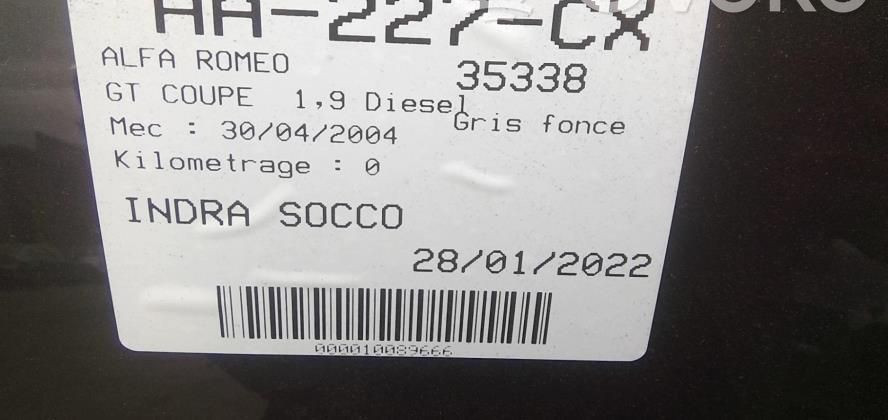 AA-227-CX
ALFA ROMEO
35338
GT COUPE 1,9 Diesel
Gris fonce
Mec : 30/04/2004
Kilometrage : 0
INDRA SOCCO
28/01/2022
000010089666